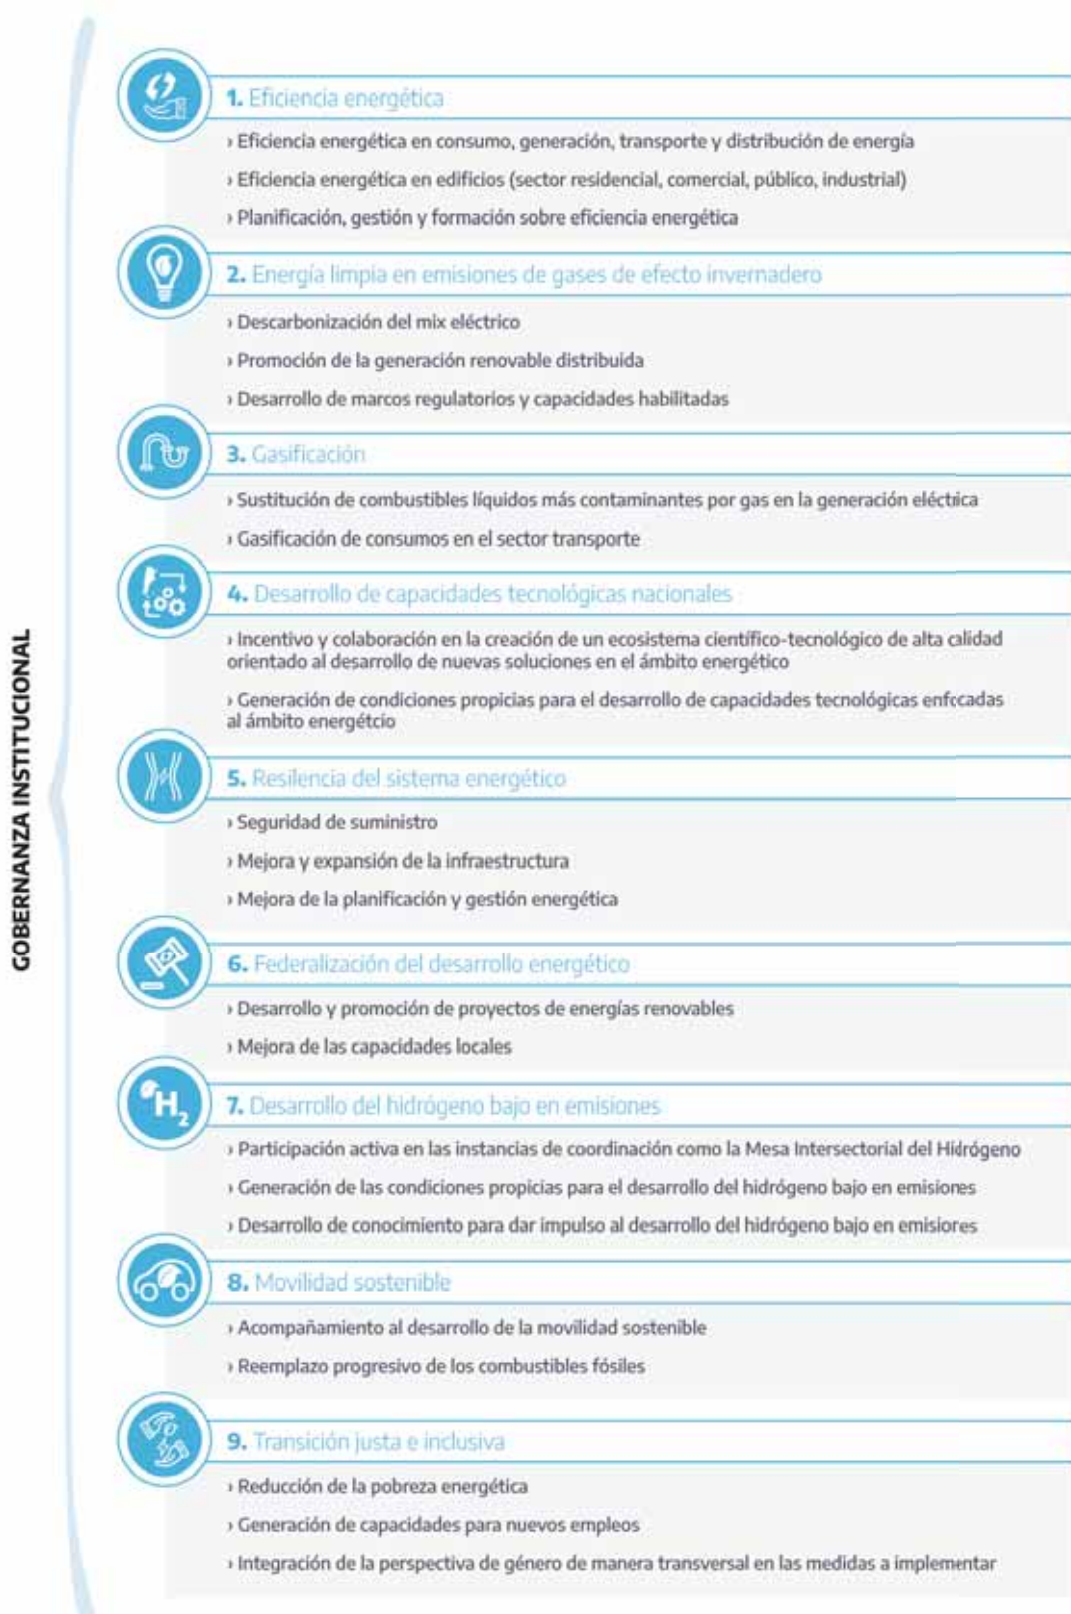 GOBERNANZA INSTITUCIONAL
1. Eficiencia energética
› Eficiencia energética en consumo, generación, transporte y distribución de energía
› Eficiencia energética en edificios (sector residencial, comercial, público, industrial)
› Planificación, gestión y formación sobre eficiencia energética
2. Energía limpia en emisiones de gases de efecto invernadero
› Descarbonización del mix eléctrico
› Promoción de la generación renovable distribuida
› Desarrollo de marcos regulatorios y capacidades habilitadas
3. Gasificación
› Sustitución de combustibles líquidos más contaminantes por gas en la generación eléctrica
› Gasificación de consumos en el sector transporte
4. Desarrollo de capacidades tecnológicas nacionales
› Incentivo y colaboración en la creación de un ecosistema científico-tecnológico de alta calidad
orientado al desarrollo de nuevas soluciones en el ámbito energético
› Generación de condiciones propicias para el desarrollo de capacidades tecnológicas enfocadas
al ámbito energétcio
5. Resilencia del sistema energético
› Seguridad de suministro
› Mejora y expansión de la infraestructura
› Mejora de la planificación y gestión energética
6. Federalización del desarrollo energético
› Desarrollo y promoción de proyectos de energías renovables
› Mejora de las capacidades locales
H₂
7. Desarrollo del hidrógeno bajo en emisiones
› Participación activa en las instancias de coordinación como la Mesa Intersectorial del Hidrógeno
› Generación de las condiciones propicias para el desarrollo del hidrógeno bajo en emisiones
› Desarrollo de conocimiento para dar impulso al desarrollo del hidrógeno bajo en emisiones
8. Movilidad sostenible
› Acompañamiento al desarrollo de la movilidad sostenible
› Reemplazo progresivo de los combustibles fósiles
9. Transición justa e inclusiva
› Reducción de la pobreza energética
› Generación de capacidades para nuevos empleos
› Integración de la perspectiva de género de manera transversal en las medidas a implementar